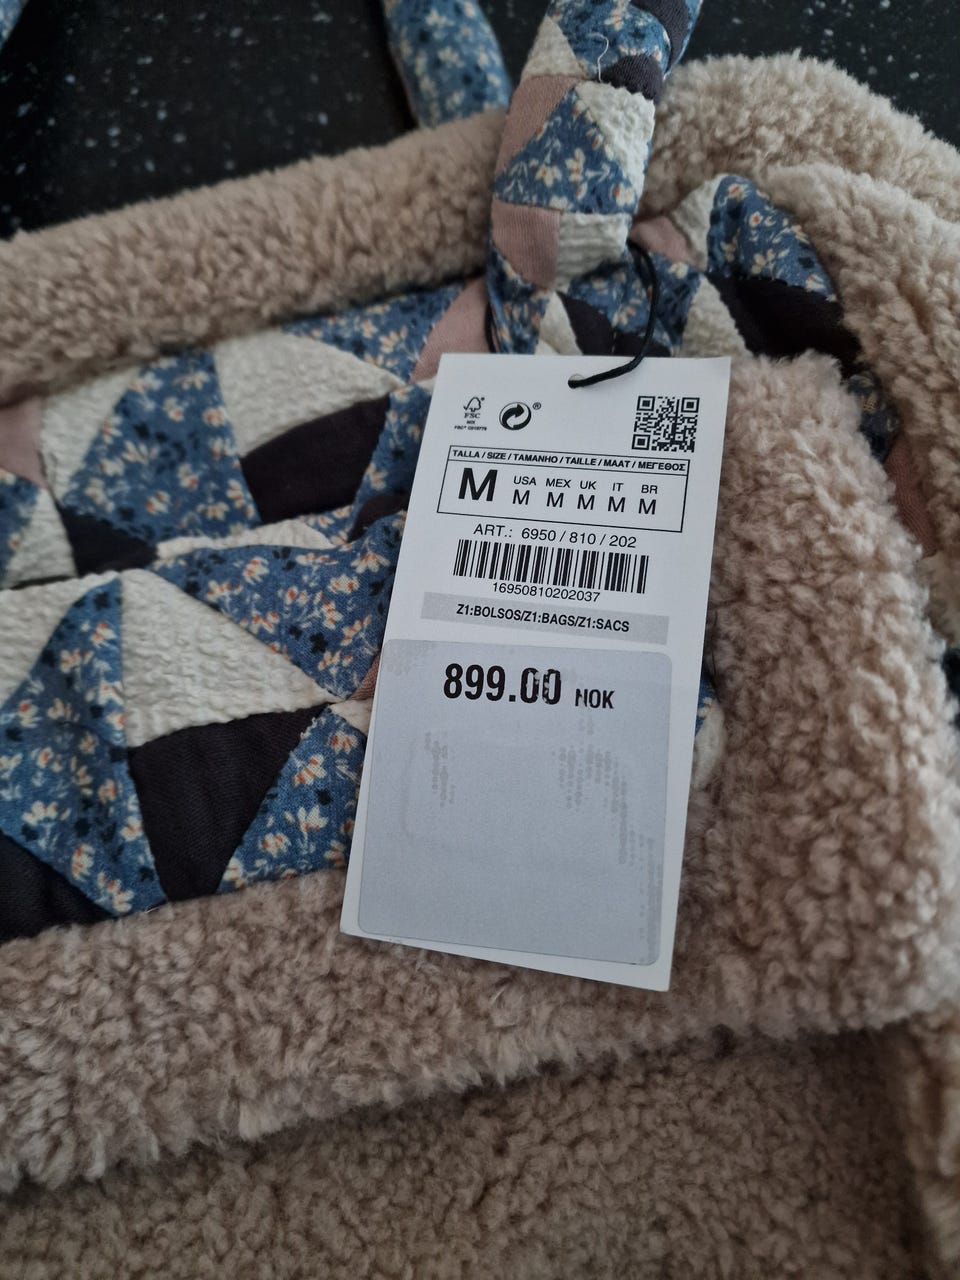 FSC
MIX
®
TALLA / SIZE / TAMANHO / TAILLE / MAAT / ΜΕΓΕΘΟΣ
M
USA MEX UK IT BR
M M M M M
ART.: 6950 / 810 / 202
16950810202037
Z1:BOLSOS/Z1:BAGS/Z1:SACS
899.00 NOK